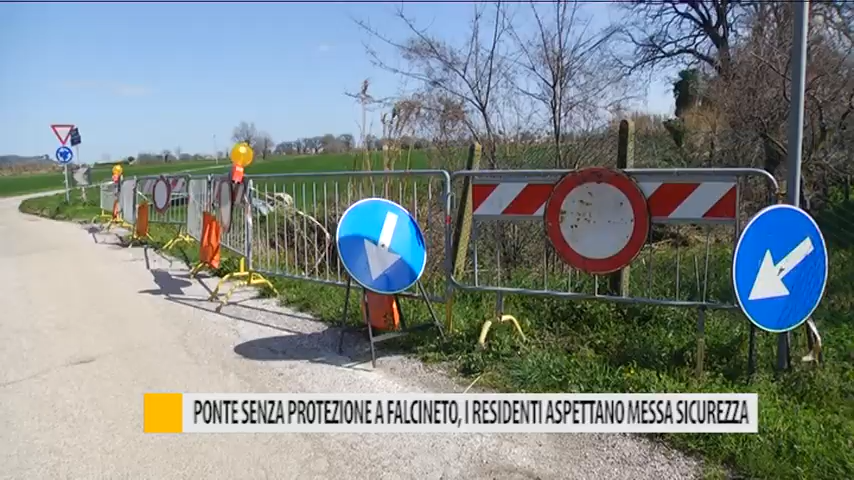 PONTE SENZA PROTEZIONE A FALCINETO, I RESIDENTI ASPETTANO MESSA SICUREZZA